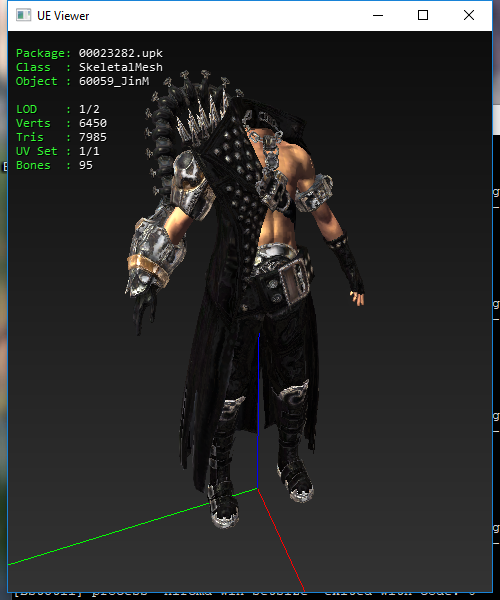 UE Viewer
Package: 00023282.upk
Class : SkeletalMesh
Object : 60059_JinM
LOD : 1/2
Verts : 6450
Tris : 7985
UV Set : 1/1
Bones : 95